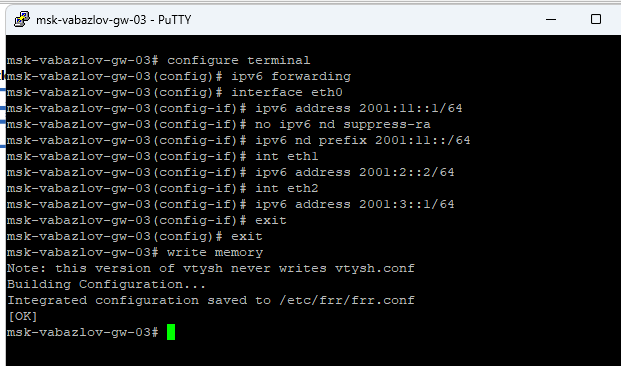 msk-vabazlov-gw-03 - PuTTY
msk-vabazlov-gw-03# configure terminal
msk-vabazlov-gw-03(config)# ipv6 forwarding
msk-vabazlov-gw-03(config)# interface eth0
msk-vabazlov-gw-03(config-if)# ipv6 address 2001:11::1/64
msk-vabazlov-gw-03(config-if)# no ipv6 nd suppress-ra
msk-vabazlov-gw-03(config-if)# ipv6 nd prefix 2001:11::/64
msk-vabazlov-gw-03(config-if)# int eth1
msk-vabazlov-gw-03(config-if)# ipv6 address 2001:2::2/64
msk-vabazlov-gw-03(config-if)# int eth2
msk-vabazlov-gw-03(config-if)# ipv6 address 2001:3::1/64
msk-vabazlov-gw-03(config-if)# exit
msk-vabazlov-gw-03(config)# exit
msk-vabazlov-gw-03# write memory
Note: this version of vtysh never writes vtysh.conf
Building Configuration...
Integrated configuration saved to /etc/frr/frr.conf
[OK]
msk-vabazlov-gw-03#